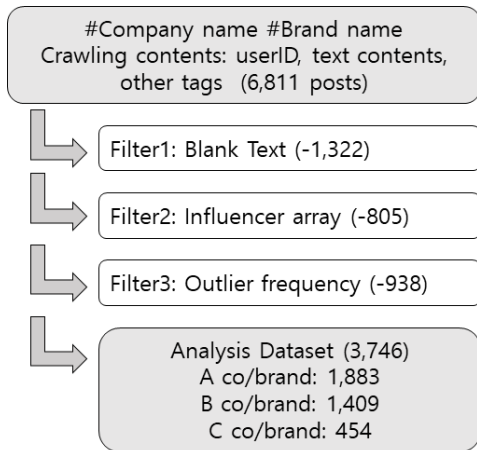 #Company name #Brand name
Crawling contents: userID, text contents,
other tags (6,811 posts)
Filter1: Blank Text (-1,322)
Filter2: Influencer array (-805)
Filter3: Outlier frequency (-938)
Analysis Dataset (3,746)
A co/brand: 1,883
B co/brand: 1,409
C co/brand: 454